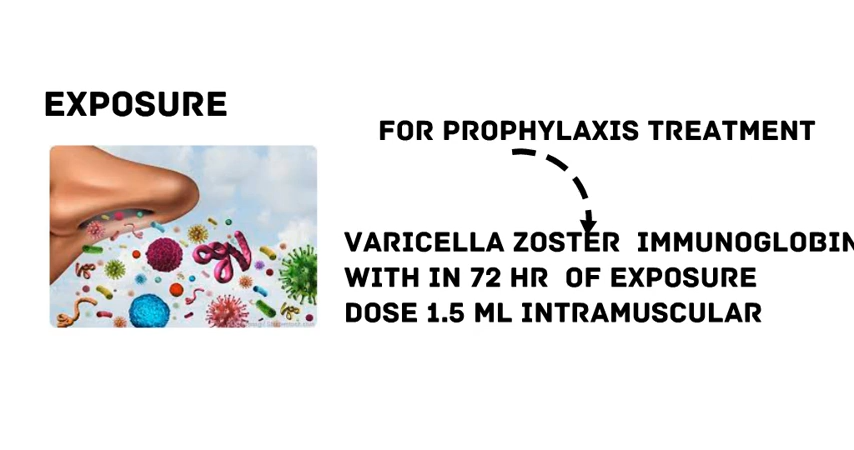 EXPOSURE
FOR PROPHYLAXIS TREATMENT
VARICELLA ZOSTER IMMUNOGLOBIN
WITH IN 72 HR OF EXPOSURE
DOSE 1.5 ML INTRAMUSCULAR